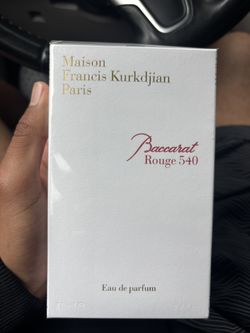 Maison
Francis Kurkdjian
Paris
Baccarat
Rouge 540
Eau de parfum